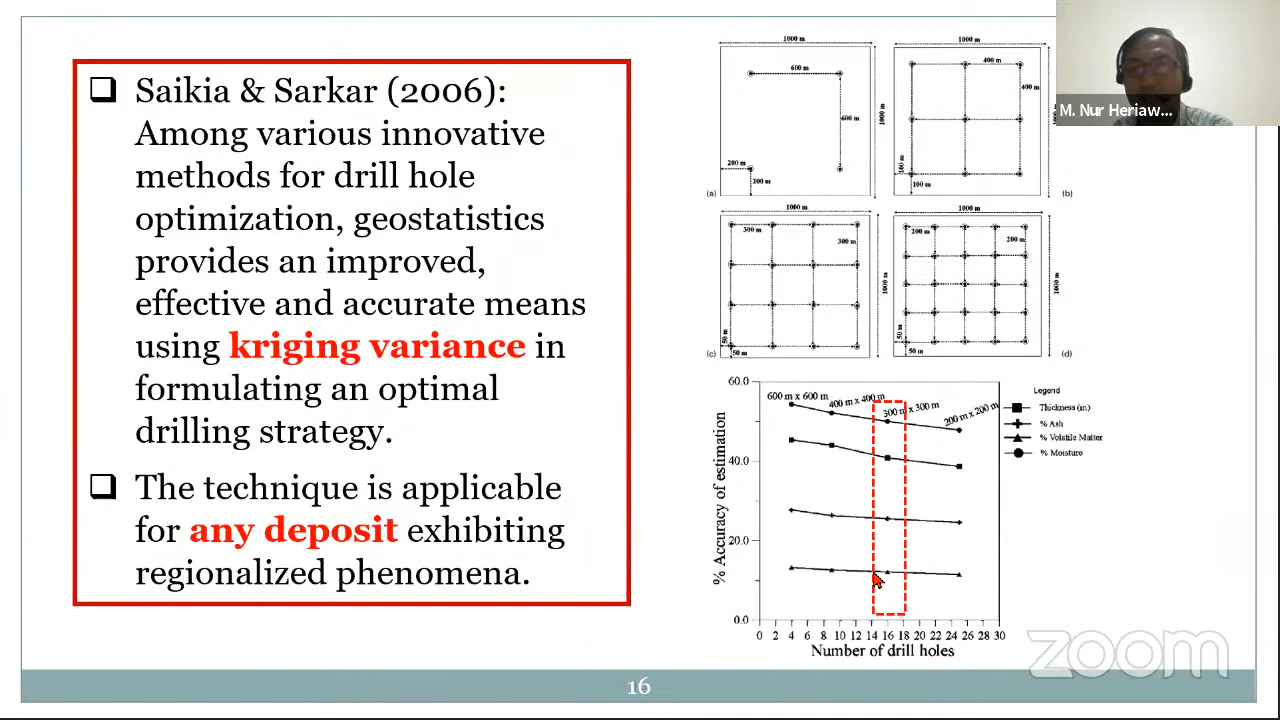 ❑ Saikia & Sarkar (2006):
Among various innovative
methods for drill hole
optimization, geostatistics
provides an improved,
effective and accurate means
using kriging variance in
formulating an optimal
drilling strategy.
❑ The technique is applicable
for any deposit exhibiting
regionalized phenomena.
1000 m
600 m
600 m
1000 m
200 m
200 m
(a)
1000 m
400 m
400 m
100 m
100 m
(b)
1000 m
300 m
300 m
1000 m
50 m
50 m
(c)
1000 m
200 m
200 m
1000 m
50 m
50 m
(d)
M. Nur Heriaw...
60.0
40.0
20.0
0.0
% Accuracy of estimation
600 m x 600 m
400 m x 400 m
300 m x 300 m
200 m x 200 m
0 2 4 6 8 10 12 14 16 18 20 22 24 26 28 30
Number of drill holes
Legend
Thickness (m)
% Ash
% Volatile Matter
% Moisture
zoom
16